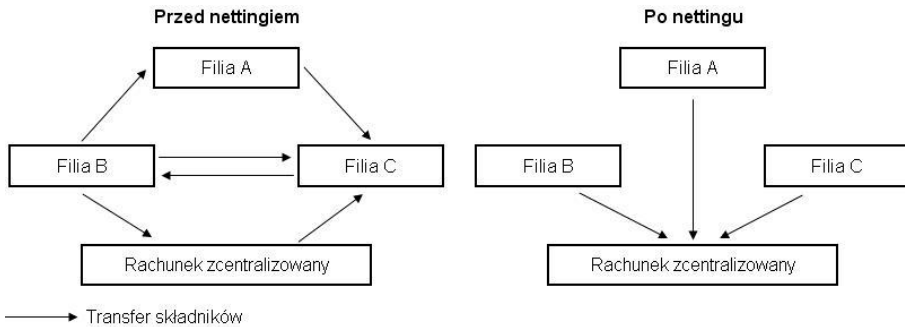 Przed nettingiem
Filia A
Filia B
Filia C
Rachunek zcentralizowany
Po nettingu
Filia A
Filia B
Filia C
Rachunek zcentralizowany
Transfer składników